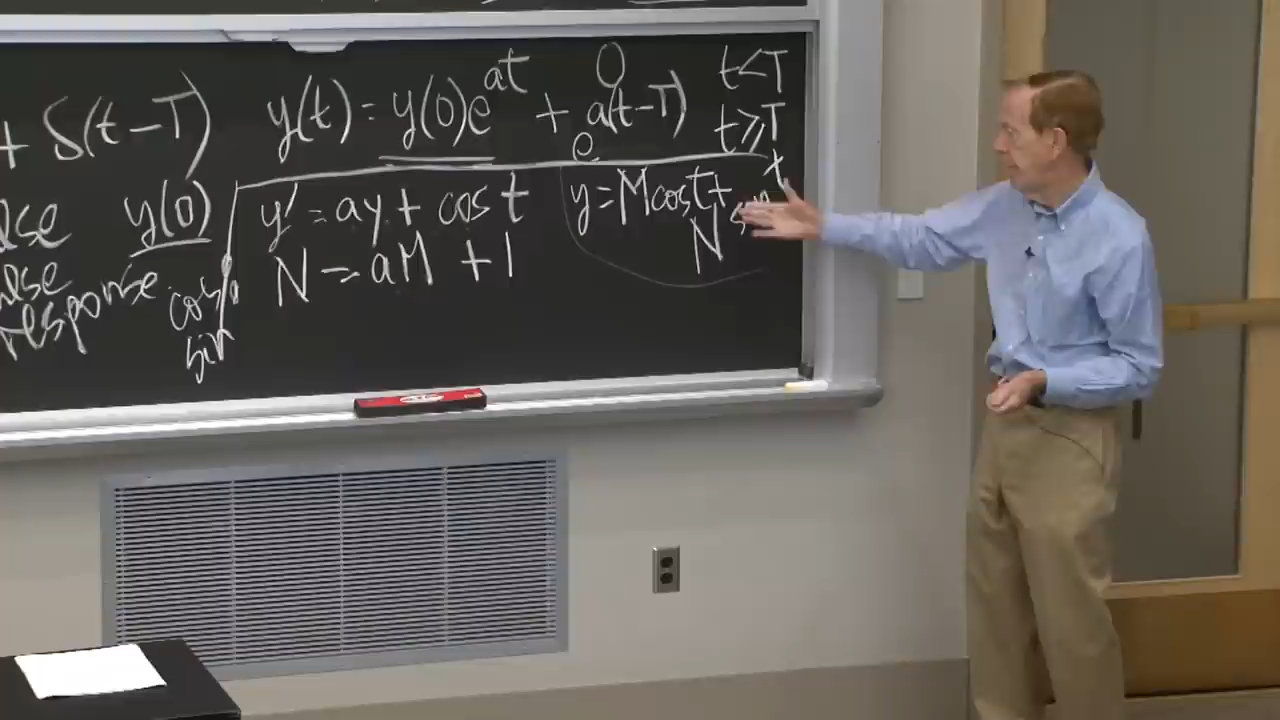 + δ(t-T) y(t) = y(0)e^{at} + 0 t<T
e^{a(t-T)} t≥T
y(0)
response
y' = ay + cos t
y = M cos t + N sin t
cos
sin
N = aM + 1